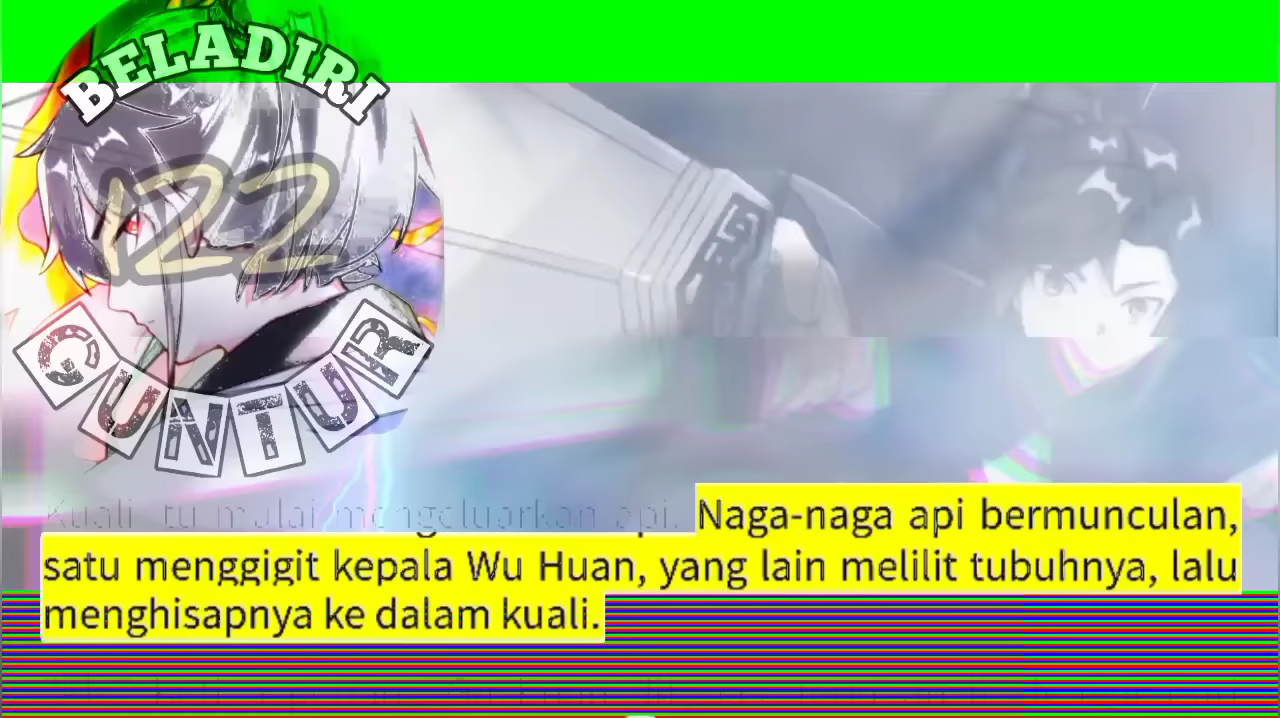 BELADIRI
122
GUNTUR
Kuali itu mulai mengeluarkan api. Naga-naga api bermunculan,
satu menggigit kepala Wu Huan, yang lain melilit tubuhnya, lalu
menghisapnya ke dalam kuali.